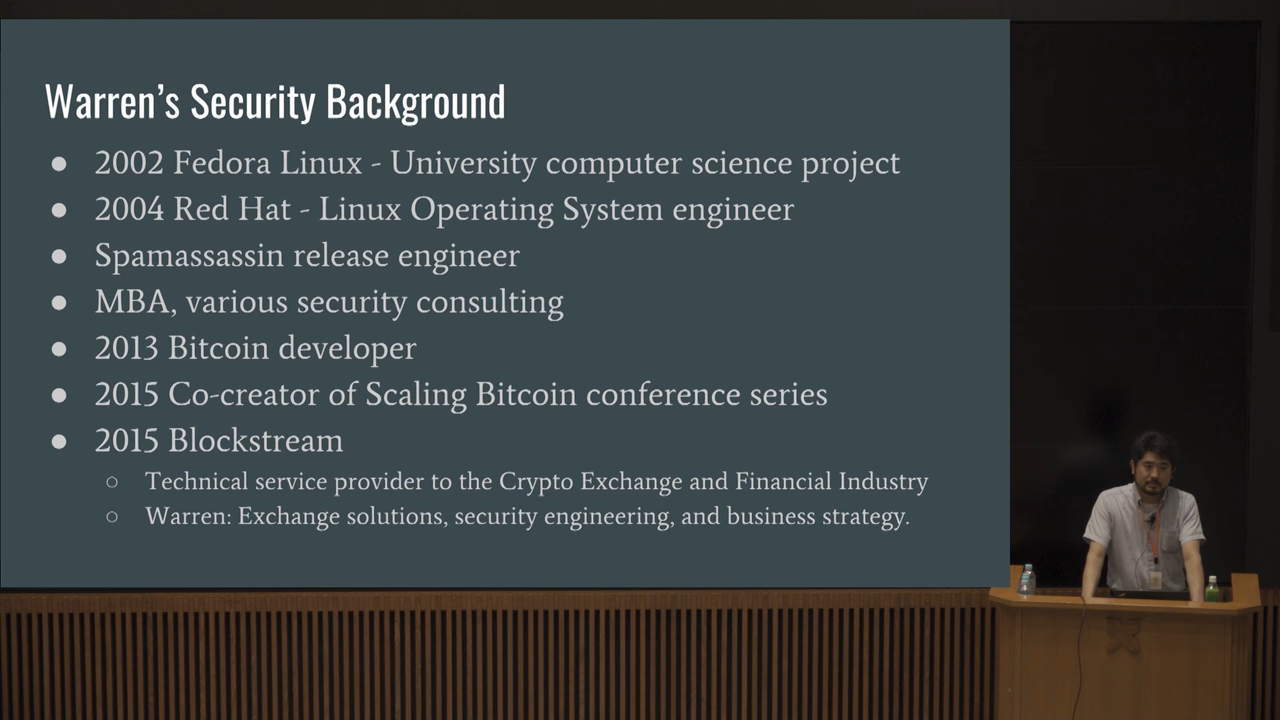 Warren’s Security Background
● 2002 Fedora Linux - University computer science project
● 2004 Red Hat - Linux Operating System engineer
● Spamassassin release engineer
● MBA, various security consulting
● 2013 Bitcoin developer
● 2015 Co-creator of Scaling Bitcoin conference series
● 2015 Blockstream
○ Technical service provider to the Crypto Exchange and Financial Industry
○ Warren: Exchange solutions, security engineering, and business strategy.